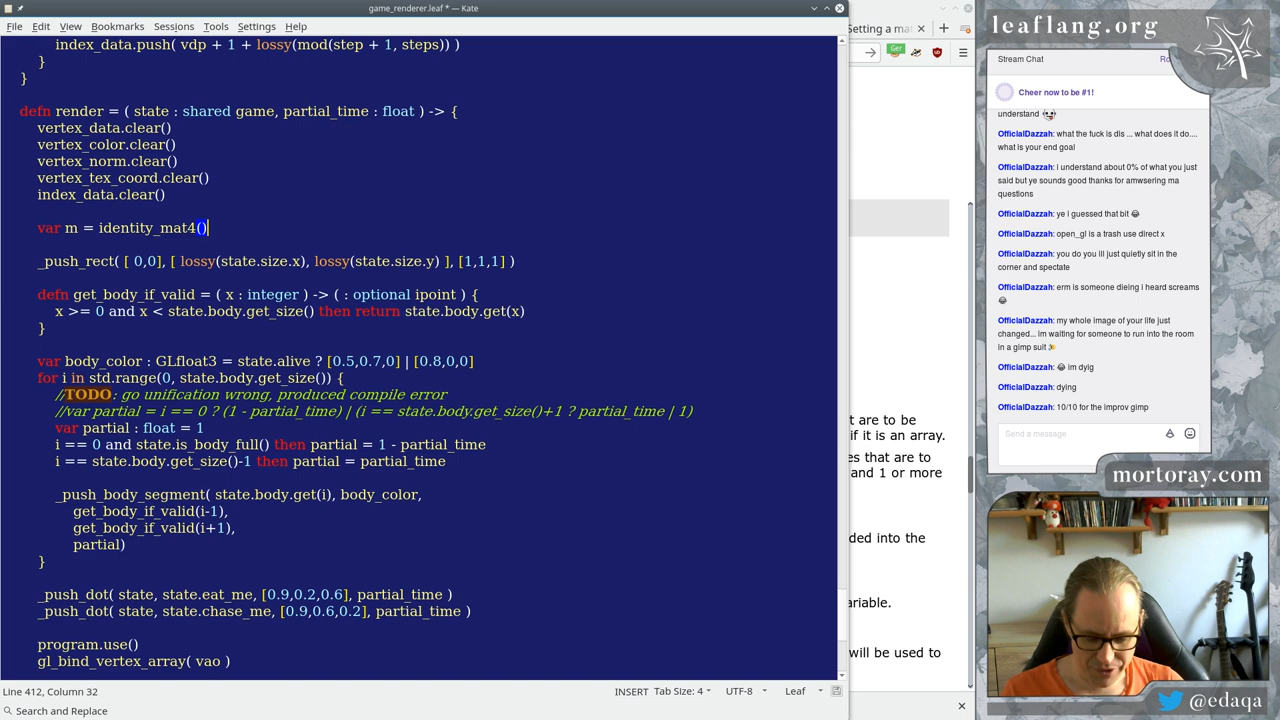 game_renderer.leaf * — Kate
File Edit View Bookmarks Sessions Tools Settings Help
index_data.push( vdp + 1 + lossy(mod(step + 1, steps)) )
}
}
defn render = ( state : shared game, partial_time : float ) -> {
vertex_data.clear()
vertex_color.clear()
vertex_norm.clear()
vertex_tex_coord.clear()
index_data.clear()
var m = identity_mat4()
_push_rect( [ 0,0], [ lossy(state.size.x), lossy(state.size.y) ], [1,1,1] )
defn get_body_if_valid = ( x : integer ) -> ( : optional ipoint ) {
x >= 0 and x < state.body.get_size() then return state.body.get(x)
}
var body_color : GLfloat3 = state.alive ? [0.5,0.7,0] | [0.8,0,0]
for i in std.range(0, state.body.get_size()) {
//TODO: go unification wrong, produced compile error
//var partial = i == 0 ? (1 - partial_time) | (i == state.body.get_size()+1 ? partial_time | 1)
var partial : float = 1
i == 0 and state.is_body_full() then partial = 1 - partial_time
i == state.body.get_size()-1 then partial = partial_time
_push_body_segment( state.body.get(i), body_color,
get_body_if_valid(i-1),
get_body_if_valid(i+1),
partial)
}
_push_dot( state, state.eat_me, [0.9,0.2,0.6], partial_time )
_push_dot( state, state.chase_me, [0.9,0.6,0.2], partial_time )
program.use()
gl_bind_vertex_array( vao )
Line 412, Column 32 INSERT Tab Size: 4 UTF-8 Leaf
Search and Replace
etting a ma
Ger
t are to be
if it is an array.
es that are to
and 1 or more
ded into the
ariable.
will be used to
leaflang.org
Stream Chat
Ro
Cheer now to be #1!
understand
OfficialDazzah: what the fuck is dis ... what does it do....
what is your end goal
OfficialDazzah: i understand about 0% of what you just
said but ye sounds good thanks for amwsering ma
questions
OfficialDazzah: ye i guessed that bit 😂
OfficialDazzah: open_gl is a trash use direct x
OfficialDazzah: you do you ill just quietly sit in the
corner and spectate
OfficialDazzah: erm is someone dieing i heard screams
😂
OfficialDazzah: my whole image of your life just
changed... im waiting for someone to run into the room
in a gimp suit 🎉
OfficialDazzah: 😂 im dyig
OfficialDazzah: dying
OfficialDazzah: 10/10 for the improv gimp
Send a message
mortoray.com
@edaqa